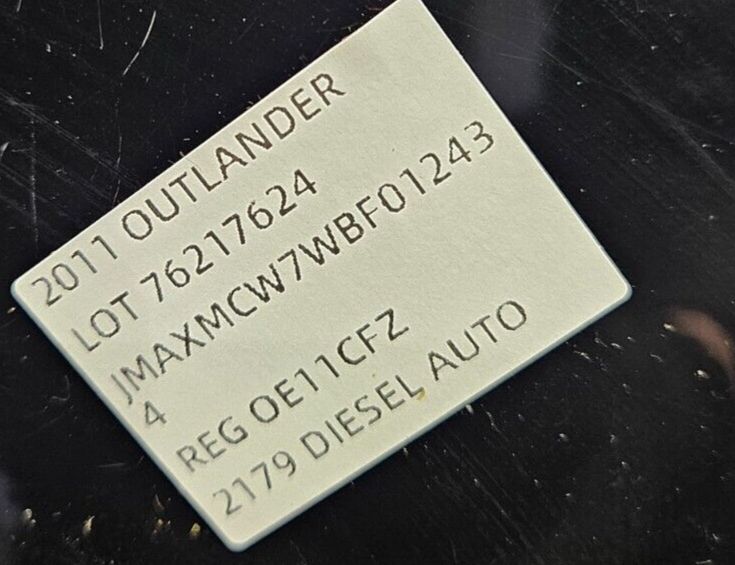 2011 OUTLANDER
LOT 76217624
JMAXMCW7WBF01243
4
REG OE11CFZ
2179 DIESEL AUTO